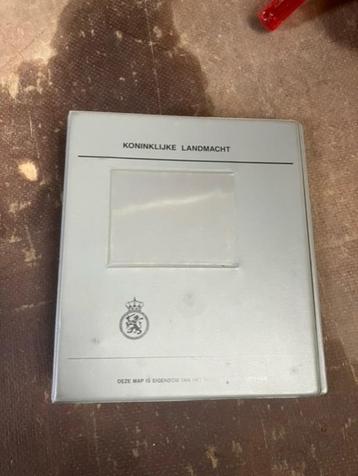 KONINKLIJKE LANDMACHT
DEZE MAP IS EIGENDOM VAN HET